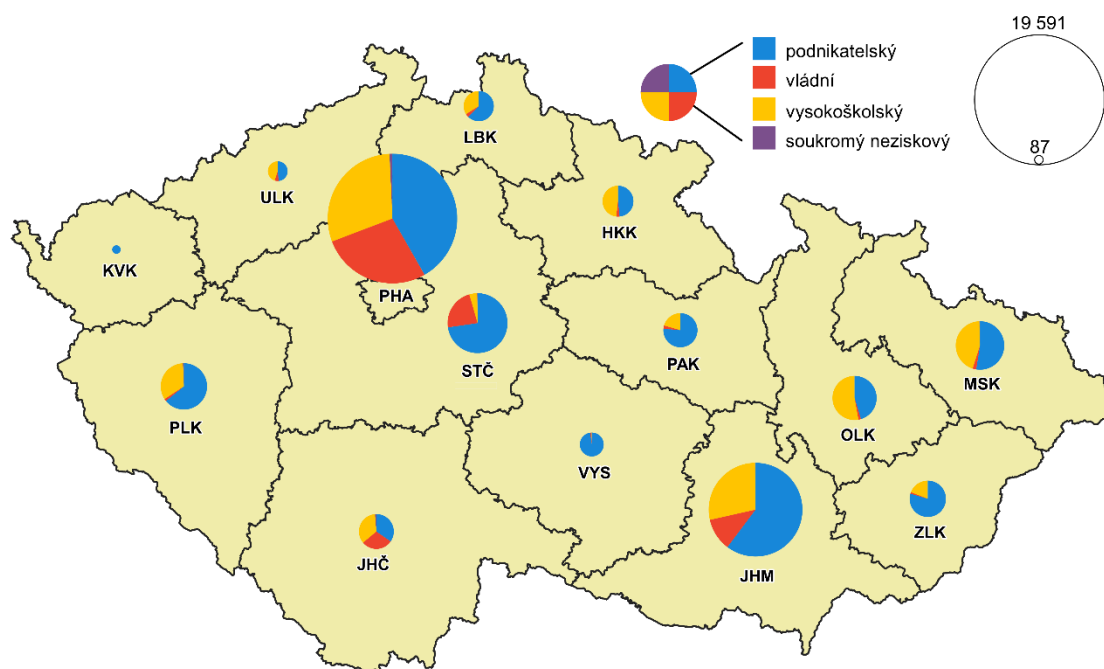 19 591
87
podnikatelský
vládní
vysokoškolský
soukromý neziskový
LBK
ULK
HKK
KVK
PHA
STČ
PAK
MSK
PLK
OLK
VYS
ZLK
JHČ
JHM